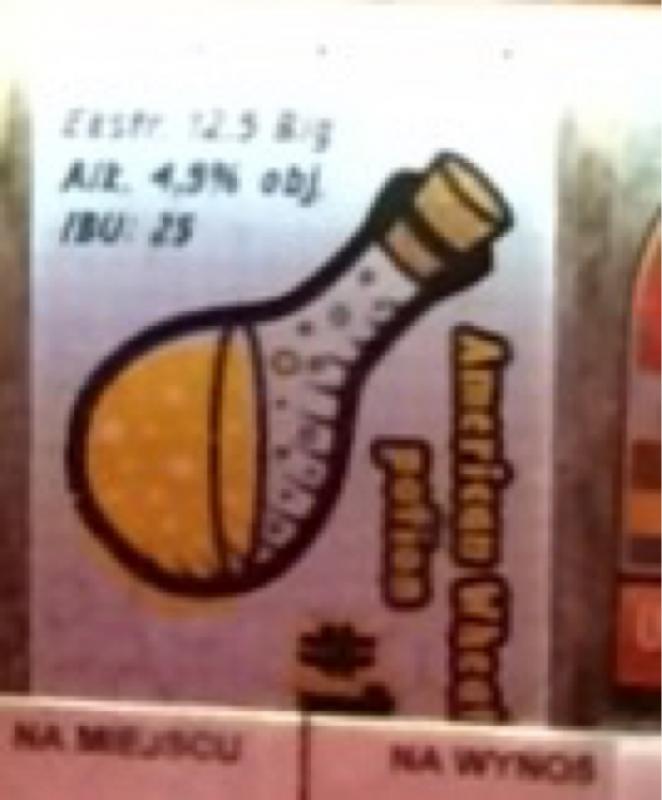 Ekstr. 12.5 Blg
Alk. 4,9% obj.
IBU: 25
American Wheat
potion
#1
NA MIEJSCU
NA WYNOS